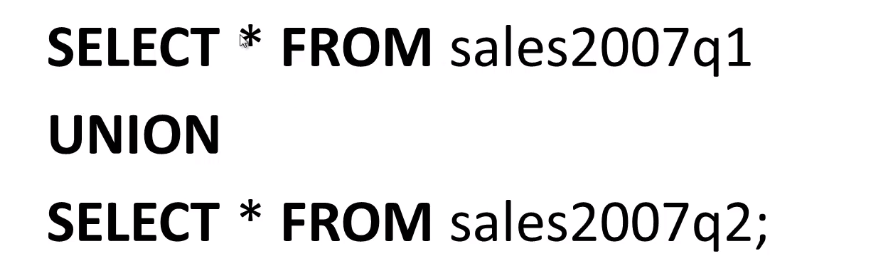 SELECT * FROM sales2007q1
UNION
SELECT * FROM sales2007q2;